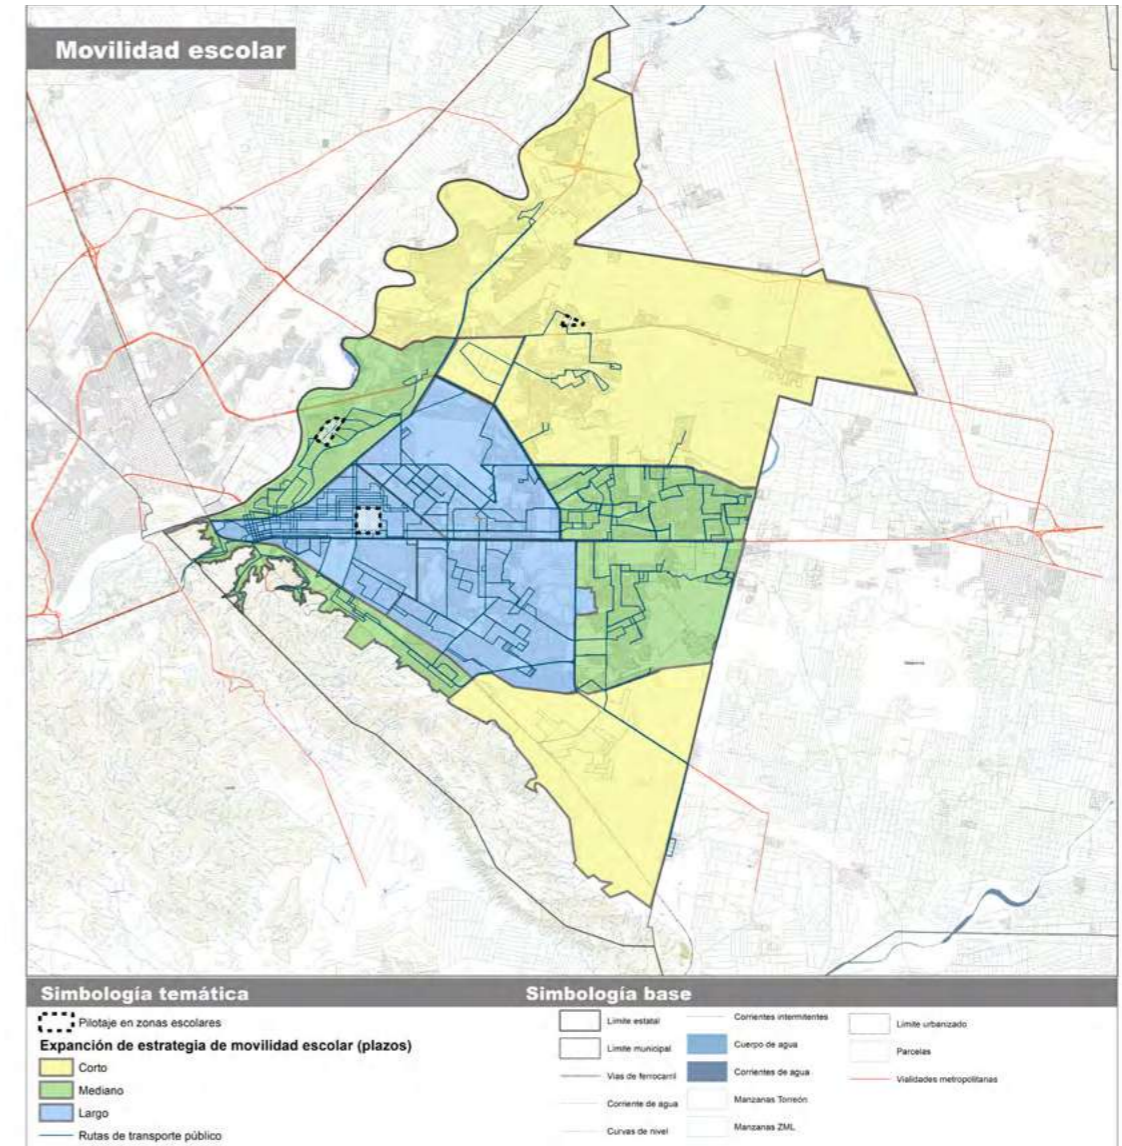 Movilidad escolar
Simbología temática
Pilotaje en zonas escolares
Expansión de estrategia de movilidad escolar (plazos)
Corto
Mediano
Largo
Rutas de transporte público
Simbología base
Límite estatal
Límite municipal
Vías de ferrocarril
Corriente de agua
Curvas de nivel
Corrientes intermitentes
Cuerpo de agua
Corrientes de agua
Manzanas Torreón
Manzanas ZML
Límite urbanizado
Parcelas
Vialidades metropolitanas